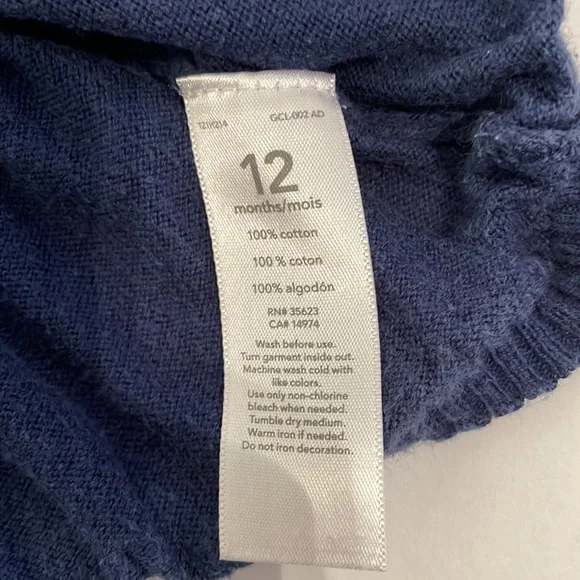 1211214 GCL-002 AD
12
months/mois
100% cotton
100% coton
100% algodón
RN# 35623
CA# 14974
Wash before use.
Turn garment inside out.
Machine wash cold with
like colors.
Use only non-chlorine
bleach when needed.
Tumble dry medium.
Warm iron if needed.
Do not iron decoration.